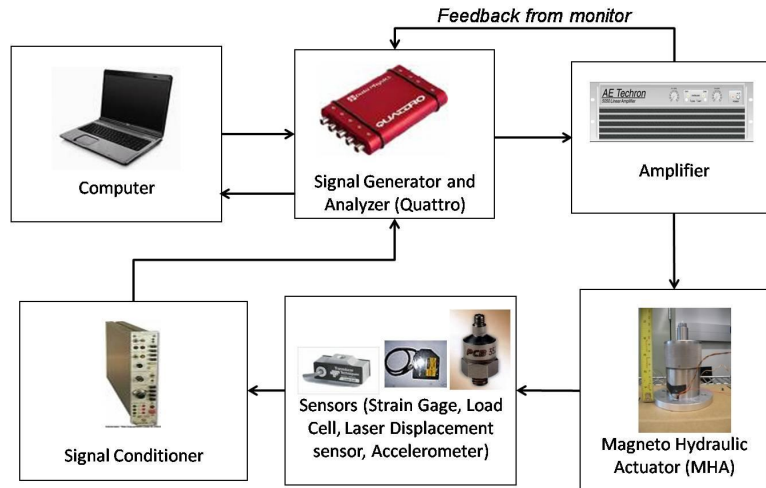 Feedback from monitor
Computer
QUATTRO
Signal Generator and
Analyzer (Quattro)
AE Techron
Amplifier
Signal Conditioner
PCB
Sensors (Strain Gage, Load
Cell, Laser Displacement
sensor, Accelerometer)
Magneto Hydraulic
Actuator (MHA)